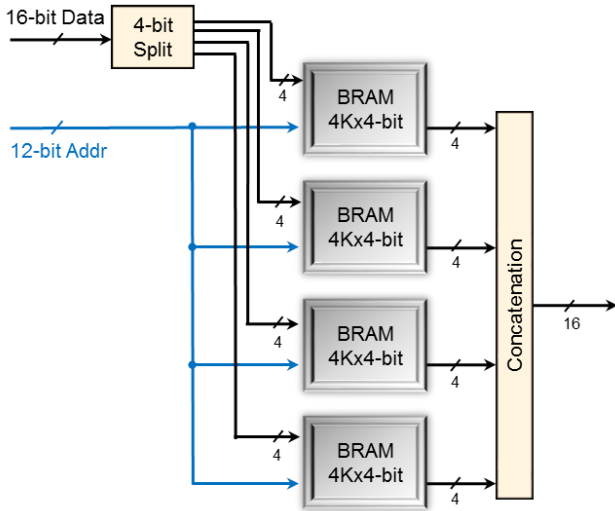 16-bit Data
4-bit
Split
12-bit Addr
4
BRAM
4Kx4-bit
4
4
BRAM
4Kx4-bit
4
4
BRAM
4Kx4-bit
4
4
BRAM
4Kx4-bit
4
Concatenation
16